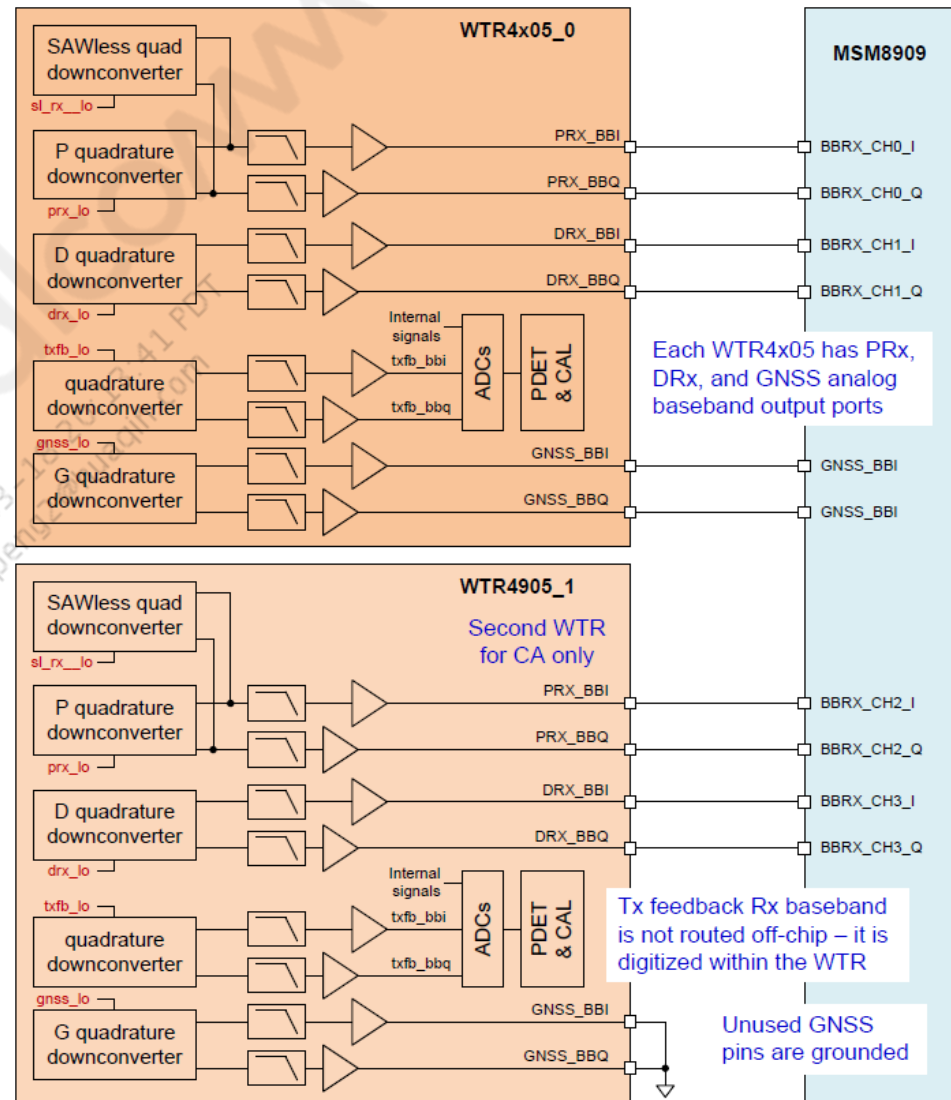 WTR4x05_0
MSM8909
SAWless quad
downconverter
sl_rx__lo
P quadrature
downconverter
prx_lo
PRX_BBI
BBRX_CH0_I
PRX_BBQ
BBRX_CH0_Q
D quadrature
downconverter
drx_lo
DRX_BBI
BBRX_CH1_I
DRX_BBQ
BBRX_CH1_Q
txfb_lo
quadrature
downconverter
Internal
signals
txfb_bbi
txfb_bbq
ADCs
PDET
& CAL
Each WTR4x05 has PRx,
DRx, and GNSS analog
baseband output ports
gnss_lo
G quadrature
downconverter
GNSS_BBI
GNSS_BBI
GNSS_BBQ
GNSS_BBI
WTR4905_1
Second WTR
for CA only
SAWless quad
downconverter
sl_rx__lo
P quadrature
downconverter
prx_lo
PRX_BBI
BBRX_CH2_I
PRX_BBQ
BBRX_CH2_Q
D quadrature
downconverter
drx_lo
DRX_BBI
BBRX_CH3_I
DRX_BBQ
BBRX_CH3_Q
txfb_lo
quadrature
downconverter
Internal
signals
txfb_bbi
txfb_bbq
ADCs
PDET
& CAL
Tx feedback Rx baseband
is not routed off-chip – it is
digitized within the WTR
gnss_lo
G quadrature
downconverter
GNSS_BBI
GNSS_BBQ
Unused GNSS
pins are grounded